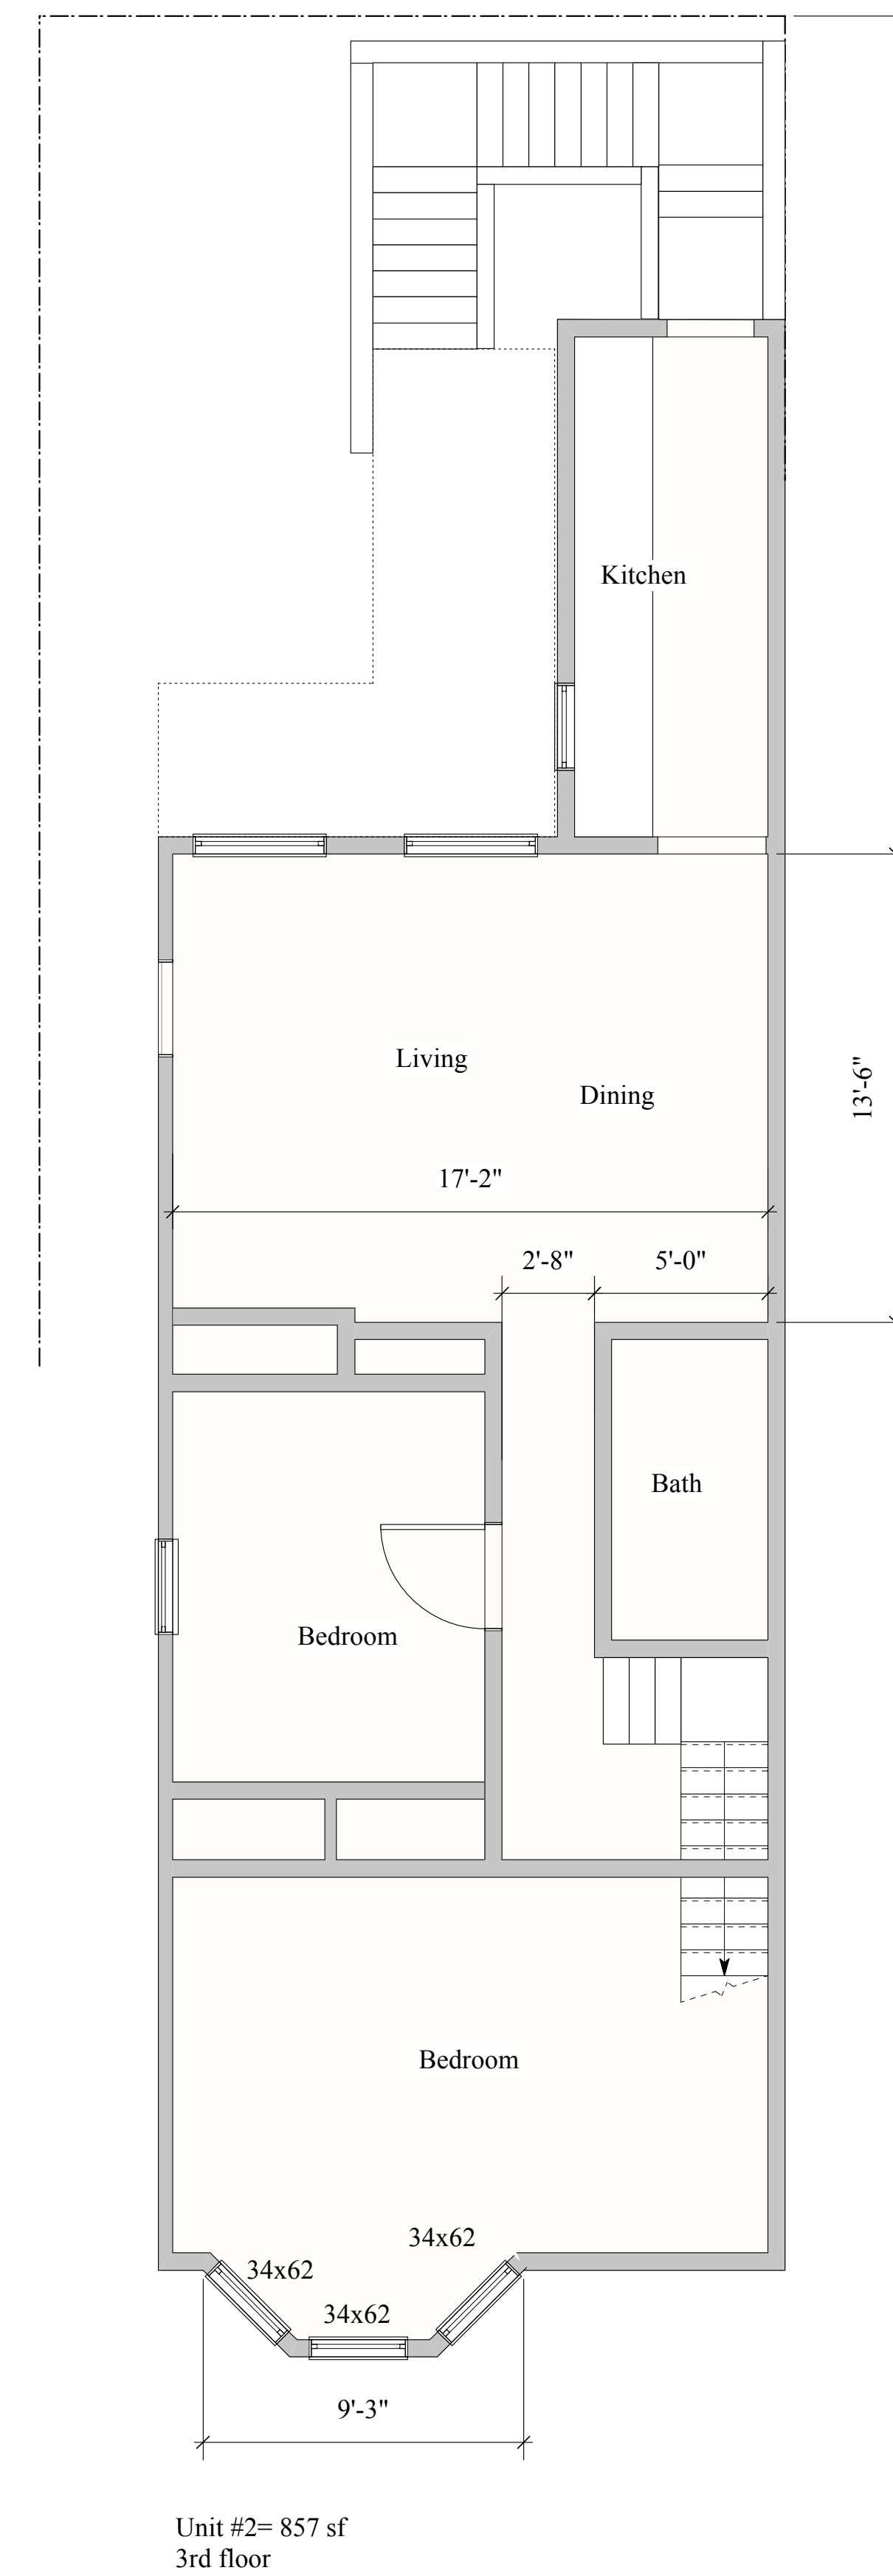 Kitchen
Living
Dining
13'-6"
17'-2"
2'-8"
5'-0"
Bath
Bedroom
Bedroom
34x62
34x62
34x62
9'-3"
Unit #2= 857 sf
3rd floor